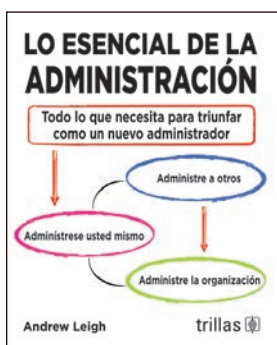 LO ESENCIAL DE LA
ADMINISTRACIÓN
Todo lo que necesita para triunfar
como un nuevo administrador
Administre a otros
Adminístrese usted mismo
Administre la organización
Andrew Leigh
trillas